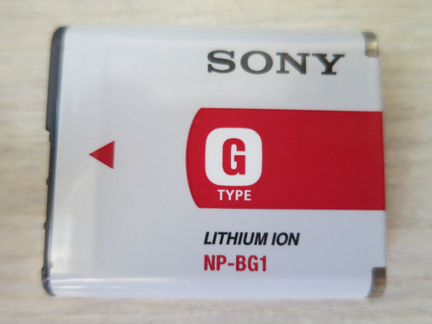 SONY
G
TYPE
LITHIUM ION
NP-BG1